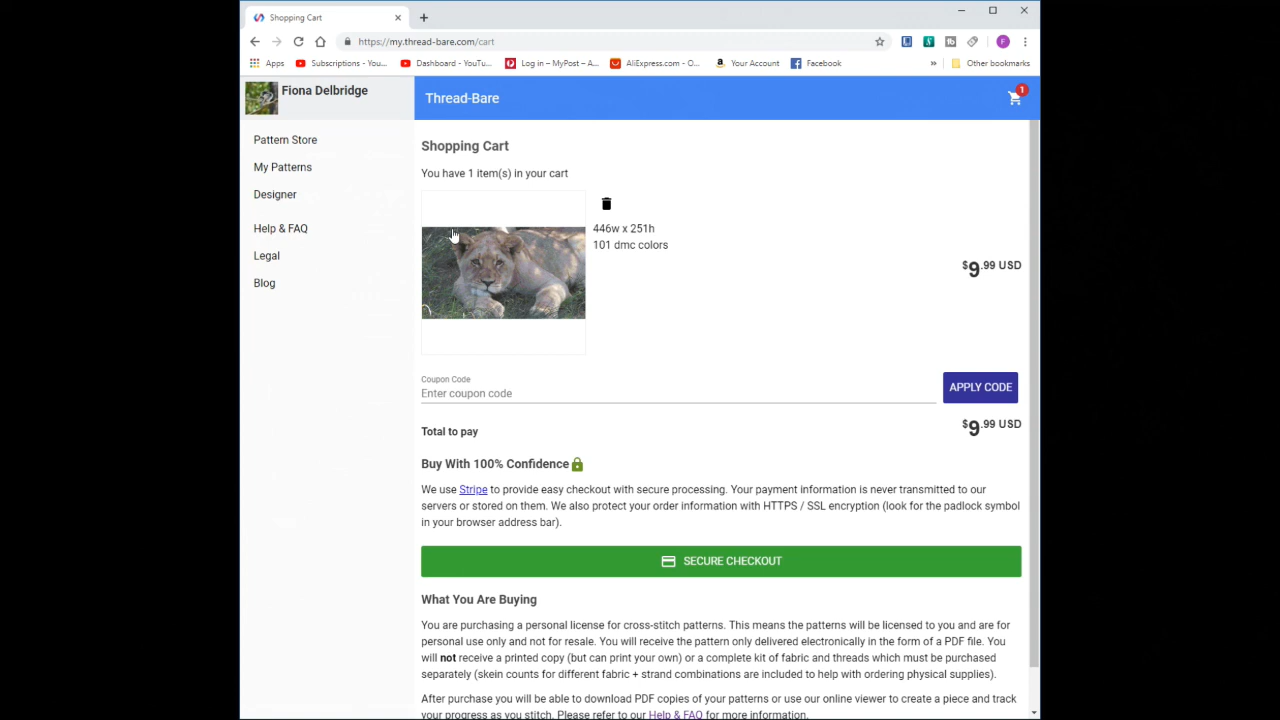 Shopping Cart
https://my.thread-bare.com/cart
F
Apps
Subscriptions - You...
Dashboard - YouTu...
Log in – MyPost – A...
AliExpress.com - O...
Your Account
Facebook
»
Other bookmarks
Fiona Delbridge
Pattern Store
My Patterns
Designer
Help & FAQ
Legal
Blog
Thread-Bare
1
Shopping Cart
You have 1 item(s) in your cart
446w x 251h
101 dmc colors
$9.99 USD
Coupon Code
Enter coupon code
APPLY CODE
Total to pay
$9.99 USD
Buy With 100% Confidence
We use Stripe to provide easy checkout with secure processing. Your payment information is never transmitted to our
servers or stored on them. We also protect your order information with HTTPS / SSL encryption (look for the padlock symbol
in your browser address bar).
SECURE CHECKOUT
What You Are Buying
You are purchasing a personal license for cross-stitch patterns. This means the patterns will be licensed to you and are for
personal use only and not for resale. You will receive the pattern only delivered electronically in the form of a PDF file. You
will not receive a printed copy (but can print your own) or a complete kit of fabric and threads which must be purchased
separately (skein counts for different fabric + strand combinations are included to help with ordering physical supplies).
After purchase you will be able to download PDF copies of your patterns or use our online viewer to create a piece and track
your progress as you stitch. Please refer to our Help & FAQ for more information.